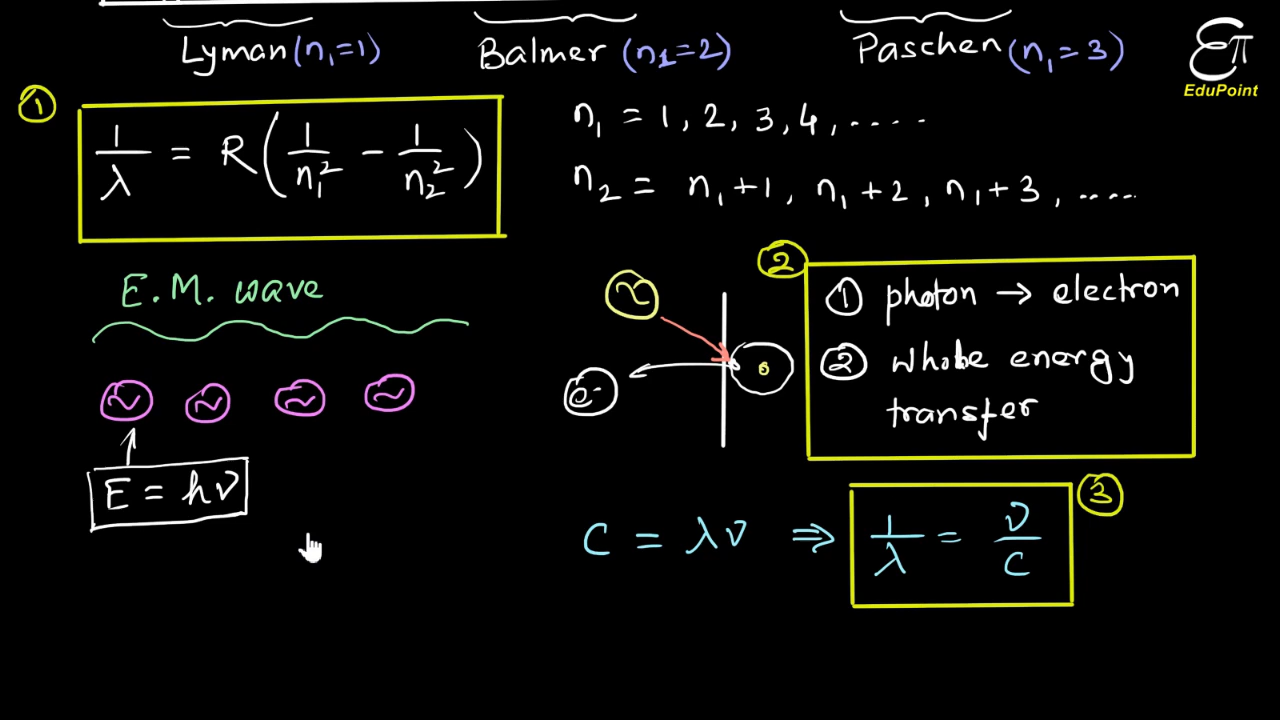 Lyman (n₁=1) Balmer (n₁=2) Paschen (n₁=3)
Ɛπ
EduPoint
①
1/λ = R(1/n₁² − 1/n₂²)
n₁ = 1, 2, 3, 4, .....
n₂ = n₁+1, n₁+2, n₁+3, .....
E.M. wave
E = hν
e⁻
②
① photon → electron
② whole energy
transfer
C = λν ⇒ 1/λ = ν/C
③